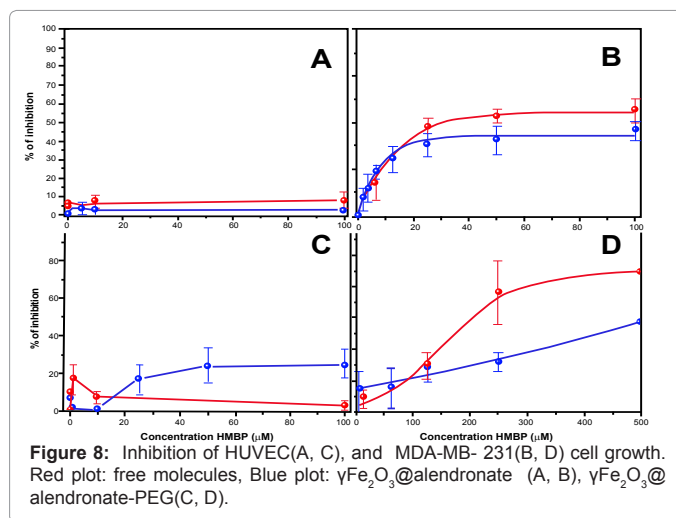 A
B
% of inhibition
100
90
80
70
60
50
40
30
20
10
0
0 20 40 60 80 100
0 20 40 60 80 100
C
D
% of inhibition
80
60
40
20
0
0 20 40 60 80 100
0 100 200 300 400 500
Concentration HMBP (μM)
Concentration HMBP (μM)
Figure 8: Inhibition of HUVEC(A, C), and MDA-MB- 231(B, D) cell growth.
Red plot: free molecules, Blue plot: γFe₂O₃@alendronate (A, B), γFe₂O₃@
alendronate-PEG(C, D).